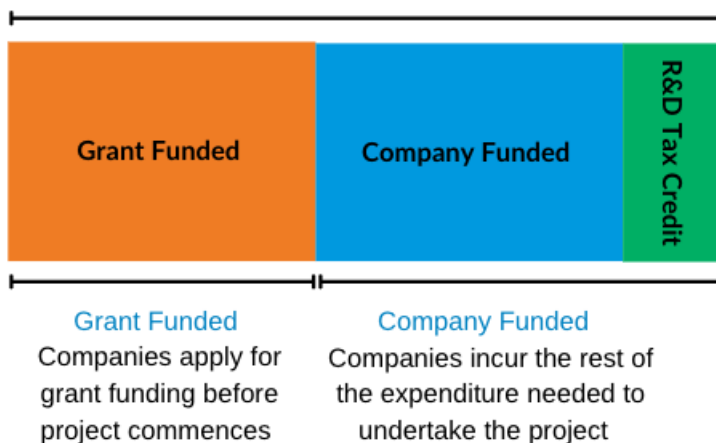 Grant Funded
Company Funded
R&D Tax Credit
Grant Funded
Companies apply for
grant funding before
project commences
Company Funded
Companies incur the rest of
the expenditure needed to
undertake the project